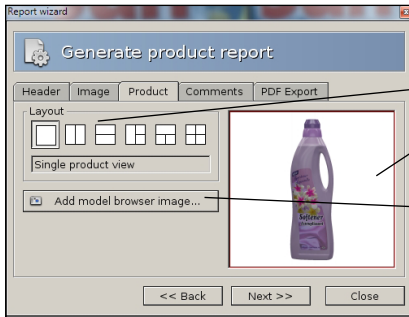 Report wizard
Generate product report
Header Image Product Comments PDF Export
Layout
Single product view
Add model browser image...
Softener
<< Back Next >> Close